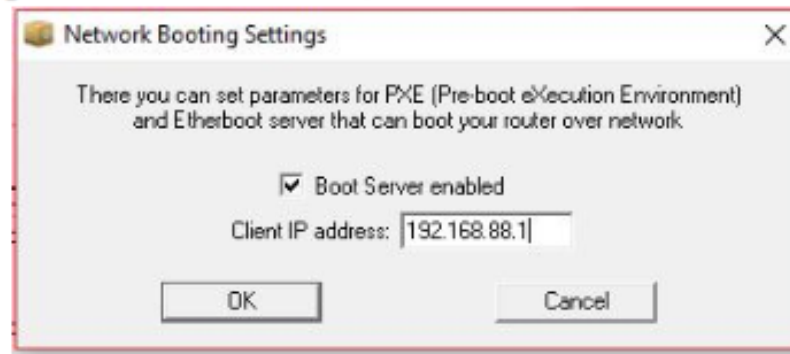 Network Booting Settings
There you can set parameters for PXE (Pre-boot eXecution Environment)
and Etherboot server that can boot your router over network
Boot Server enabled
Client IP address: 192.168.88.1
OK Cancel